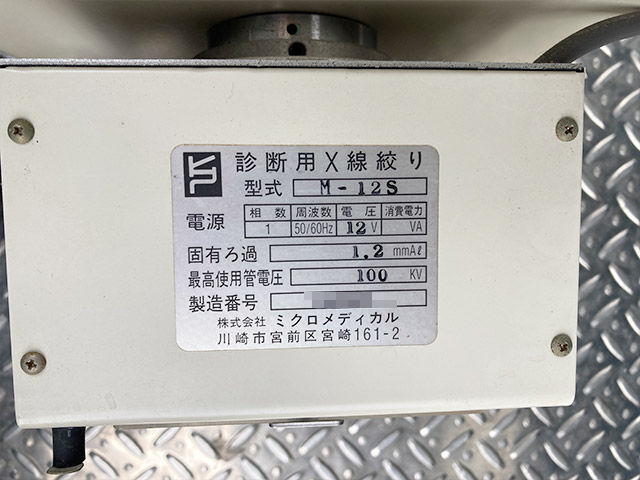 診断用X線絞り
型式 M-12S
電源 相数 周波数 電圧 消費電力
1 50/60Hz 12V VA
固有ろ過 1.2 mmAℓ
最高使用管電圧 100 KV
製造番号
株式会社 ミクロメディカル
川崎市宮前区宮崎161-2